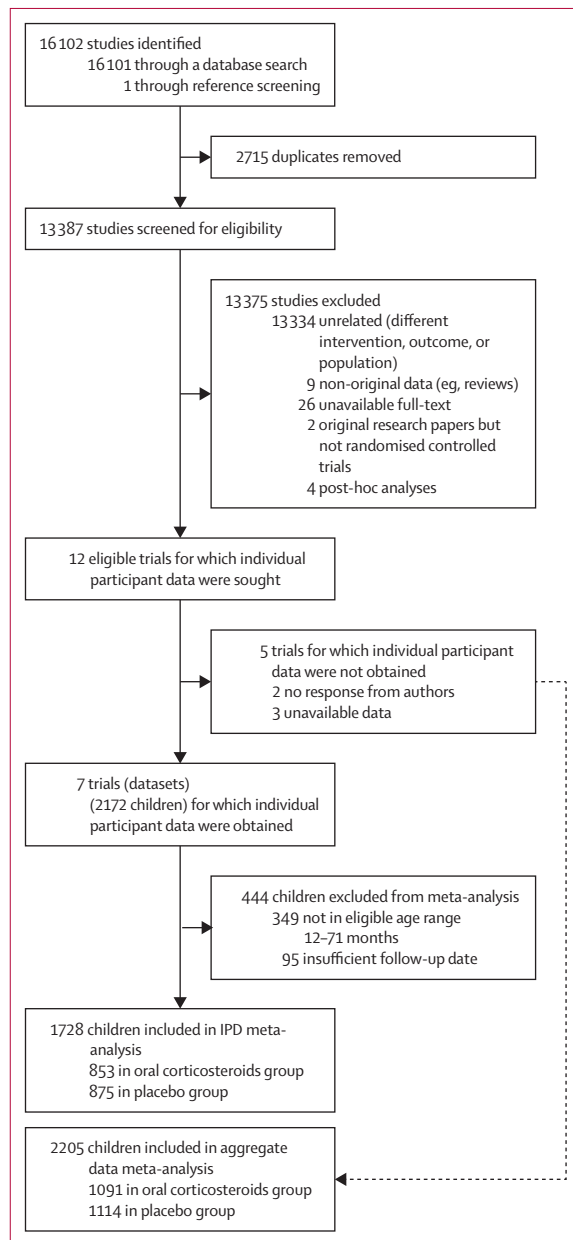 16 102 studies identified
16 101 through a database search
1 through reference screening
2715 duplicates removed
13 387 studies screened for eligibility
13 375 studies excluded
13 334 unrelated (different
intervention, outcome, or
population)
9 non-original data (eg, reviews)
26 unavailable full-text
2 original research papers but
not randomised controlled
trials
4 post-hoc analyses
12 eligible trials for which individual
participant data were sought
5 trials for which individual participant
data were not obtained
2 no response from authors
3 unavailable data
7 trials (datasets)
(2172 children) for which individual
participant data were obtained
444 children excluded from meta-analysis
349 not in eligible age range
12–71 months
95 insufficient follow-up date
1728 children included in IPD meta-
analysis
853 in oral corticosteroids group
875 in placebo group
2205 children included in aggregate
data meta-analysis
1091 in oral corticosteroids group
1114 in placebo group